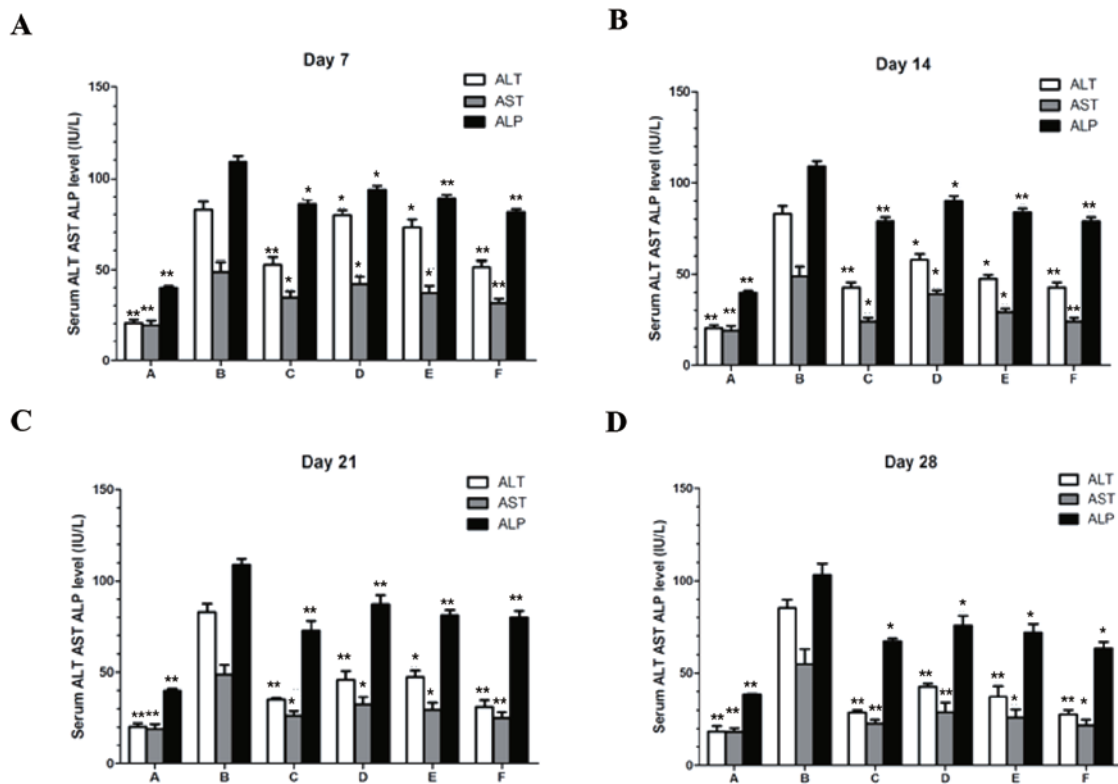 A
Day 7
ALT
AST
ALP
Serum ALT AST ALP level (IU/L)
150
100
50
0
** ** ** ** * * * * * * * ** ** ** **
A B C D E F
B
Day 14
ALT
AST
ALP
Serum ALT AST ALP level (IU/L)
150
100
50
0
** ** ** ** * ** * * * * * ** ** ** **
A B C D E F
C
Day 21
ALT
AST
ALP
Serum ALT AST ALP level (IU/L)
150
100
50
0
** ** ** ** * ** ** * ** * * ** ** ** **
A B C D E F
D
Day 28
ALT
AST
ALP
Serum ALT AST ALP level (IU/L)
150
100
50
0
** ** ** ** ** * ** ** * ** * * ** * *
A B C D E F